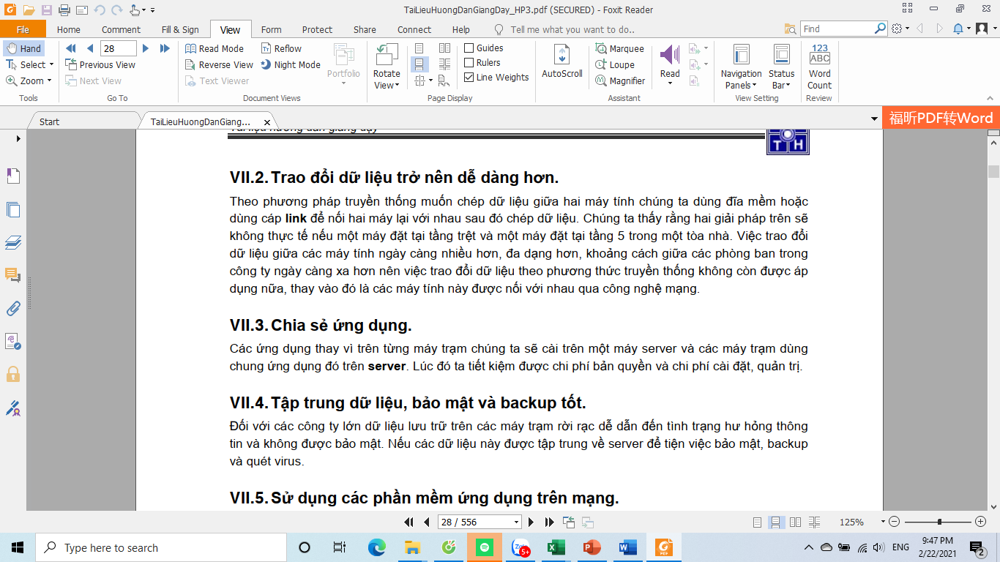 TaiLieuHuongDanGiangDay_HP3.pdf (SECURED) - Foxit Reader
File Home Comment Fill & Sign View Form Protect Share Connect Help Tell me what you want to do.. Find
Hand 28 Read Mode Reflow Guides Marquee 123
Select Previous View Reverse View Night Mode Portfolio Rotate View Rulers AutoScroll Loupe Read Navigation Panels Status Bar ABC Word Count
Zoom Next View Text Viewer Line Weights Magnifier
Tools Go To Document Views Page Display Assistant View Setting Review
Start TaiLieuHuongDanGiang... 福昕PDF转Word
Tài liệu hướng dẫn giảng dạy
T H
VII.2. Trao đổi dữ liệu trở nên dễ dàng hơn.
Theo phương pháp truyền thống muốn chép dữ liệu giữa hai máy tính chúng ta dùng đĩa mềm hoặc
dùng cáp link để nối hai máy lại với nhau sau đó chép dữ liệu. Chúng ta thấy rằng hai giải pháp trên sẽ
không thực tế nếu một máy đặt tại tầng trệt và một máy đặt tại tầng 5 trong một tòa nhà. Việc trao đổi
dữ liệu giữa các máy tính ngày càng nhiều hơn, đa dạng hơn, khoảng cách giữa các phòng ban trong
công ty ngày càng xa hơn nên việc trao đổi dữ liệu theo phương thức truyền thống không còn được áp
dụng nữa, thay vào đó là các máy tính này được nối với nhau qua công nghệ mạng.
VII.3. Chia sẻ ứng dụng.
Các ứng dụng thay vì trên từng máy trạm chúng ta sẽ cài trên một máy server và các máy trạm dùng
chung ứng dụng đó trên server. Lúc đó ta tiết kiệm được chi phí bản quyền và chi phí cài đặt, quản trị.
VII.4. Tập trung dữ liệu, bảo mật và backup tốt.
Đối với các công ty lớn dữ liệu lưu trữ trên các máy trạm rời rạc dễ dẫn đến tình trạng hư hỏng thông
tin và không được bảo mật. Nếu các dữ liệu này được tập trung về server để tiện việc bảo mật, backup
và quét virus.
VII.5. Sử dụng các phần mềm ứng dụng trên mạng.
28 / 556 125%
Type here to search Zalo 5+ ENG 9:47 PM
2/22/2021 2